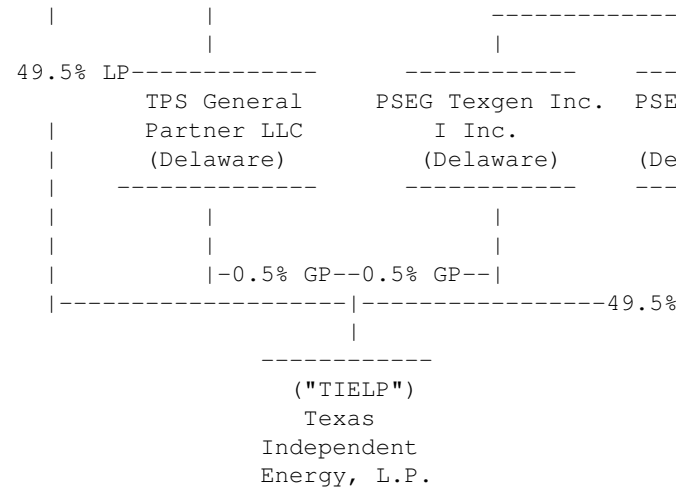 |          |                       -------------
           |                       |
49.5% LP-------------       ------------   ---
         TPS General      PSEG Texgen Inc.  PSE
  |      Partner LLC           I Inc.
  |      (Delaware)           (Delaware)   (De
  |    --------------       ------------   ---
  |          |                       |
  |          |                       |
  |          |-0.5% GP--0.5% GP--|
  |--------------------|-----------------49.5%
                       |
                 ------------
                  ("TIELP")
                    Texas
                 Independent
                 Energy, L.P.